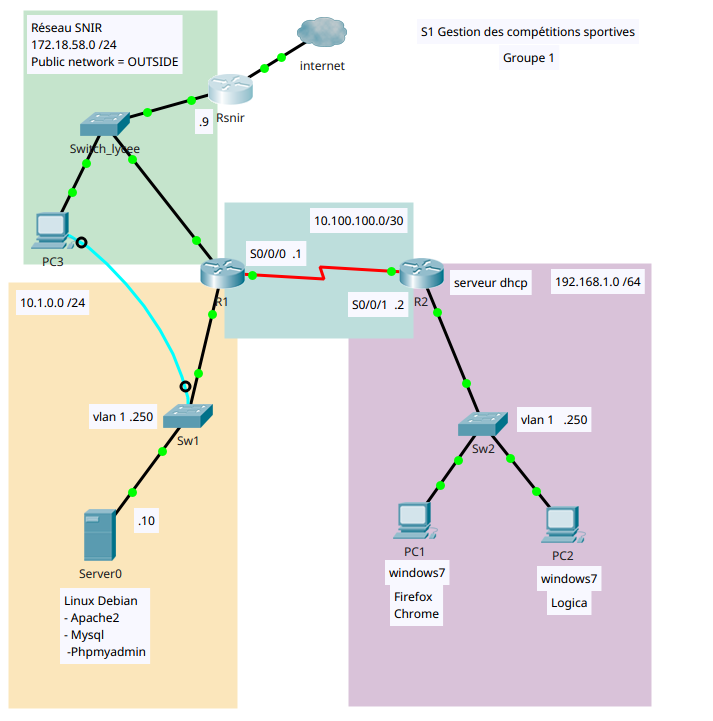 Réseau SNIR
172.18.58.0 /24
Public network = OUTSIDE
internet
S1 Gestion des compétitions sportives
Groupe 1
.9
Rsnir
Switch_lycee
PC3
10.100.100.0/30
S0/0/0 .1
R1
S0/0/1 .2
R2
serveur dhcp
192.168.1.0 /64
10.1.0.0 /24
vlan 1 .250
Sw1
vlan 1 .250
Sw2
.10
Server0
Linux Debian
- Apache2
- Mysql
-Phpmyadmin
PC1
windows7
Firefox
Chrome
PC2
windows7
Logica